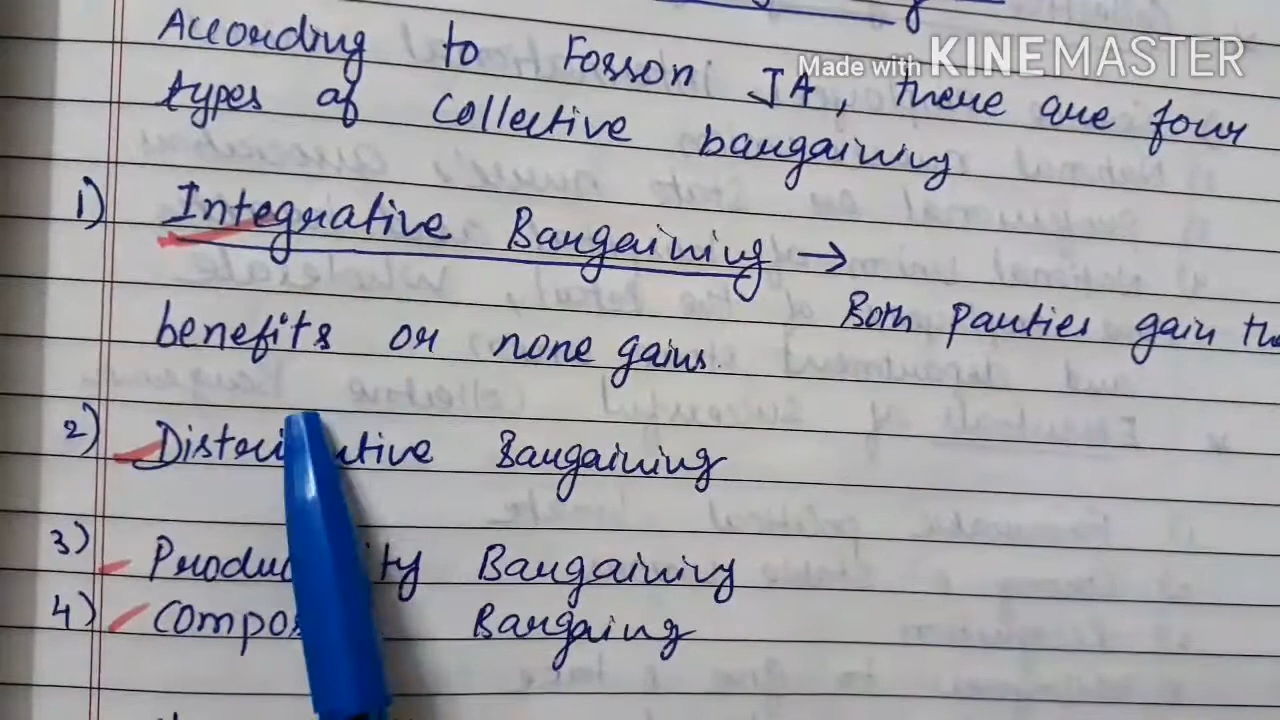 According to Fosson JA, there are four
Made with KINEMASTER
types of Collective bargaining
1) Integrative Bargaining →
Both parties gain the
benefits or none gains.
2) Bargaining
3) Bargaining
4) Bargaing